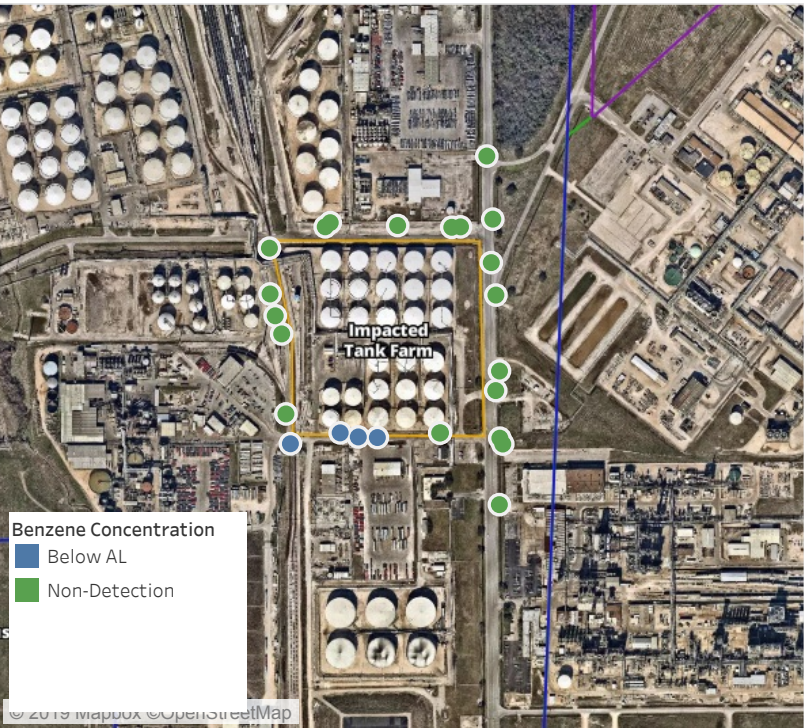 Impacted
Tank Farm
Benzene Concentration
Below AL
Non-Detection
s
© 2019 Mapbox ©OpenStreetMap